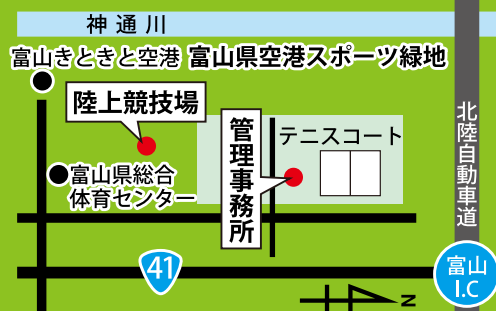 神通川
富山きときと空港 富山県空港スポーツ緑地
陸上競技場
管理事務所
テニスコート
北陸自動車道
富山県総合
体育センター
41
富山
I.C
N